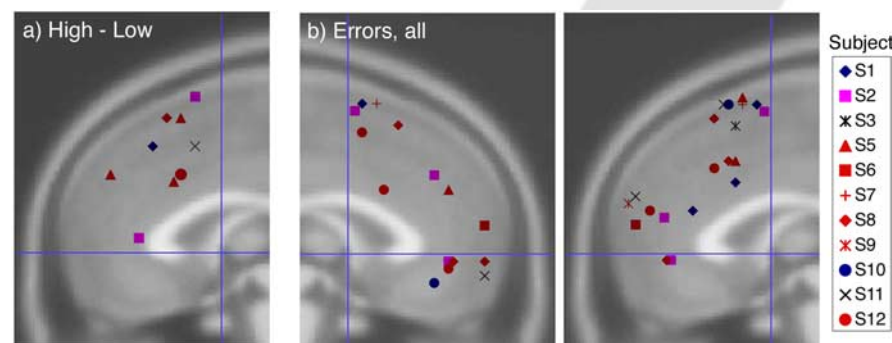 a) High - Low
b) Errors, all
Subject
S1
S2
S3
S5
S6
S7
S8
S9
S10
S11
S12